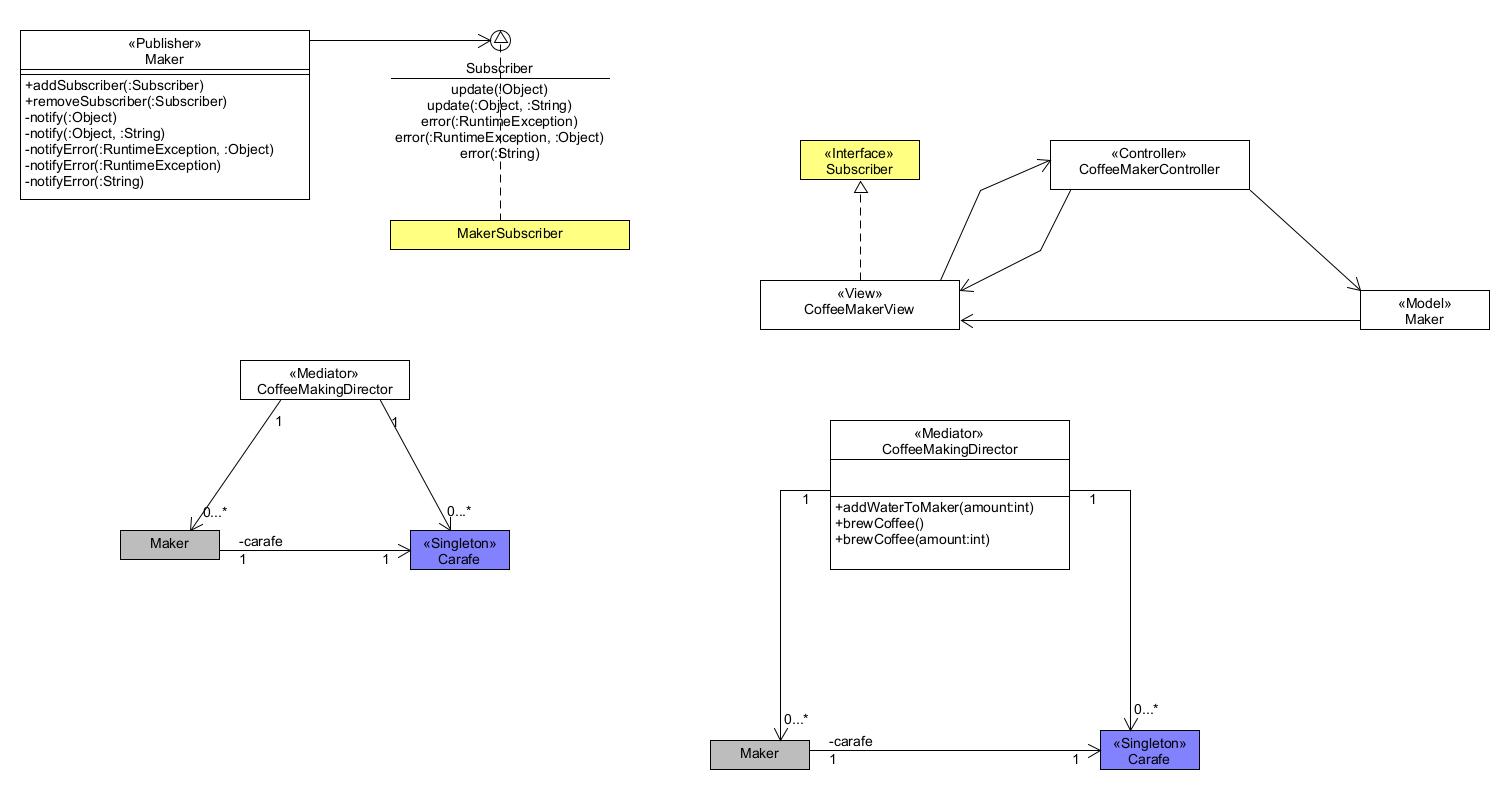 «Publisher»
Maker
+addSubscriber(:Subscriber)
+removeSubscriber(:Subscriber)
-notify(:Object)
-notify(:Object, :String)
-notifyError(:RuntimeException, :Object)
-notifyError(:RuntimeException)
-notifyError(:String)
Subscriber
update(:Object)
update(:Object, :String)
error(:RuntimeException)
error(:RuntimeException, :Object)
error(:String)
MakerSubscriber
«Interface»
Subscriber
«Controller»
CoffeeMakerController
«View»
CoffeeMakerView
«Model»
Maker
«Mediator»
CoffeeMakingDirector
1
1
0...*
0...*
Maker
-carafe
1
1
«Singleton»
Carafe
«Mediator»
CoffeeMakingDirector
1
1
+addWaterToMaker(amount:int)
+brewCoffee()
+brewCoffee(amount:int)
0...*
0...*
Maker
-carafe
1
1
«Singleton»
Carafe